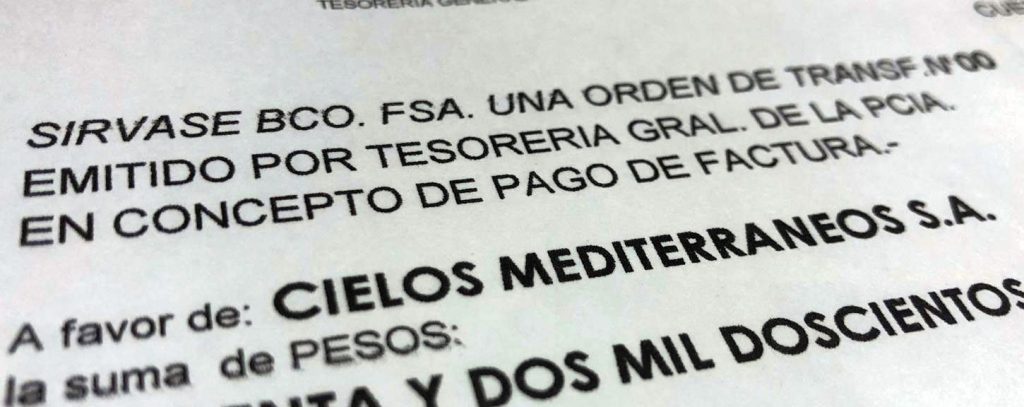 TESORERIA
SIRVASE BCO. FSA. UNA ORDEN DE TRANSF.Nº00
EMITIDO POR TESORERIA GRAL. DE LA PCIA.
EN CONCEPTO DE PAGO DE FACTURA.-
A favor de: CIELOS MEDITERRANEOS S.A.
la suma de PESOS:
Y DOS MIL DOSCIENTOS